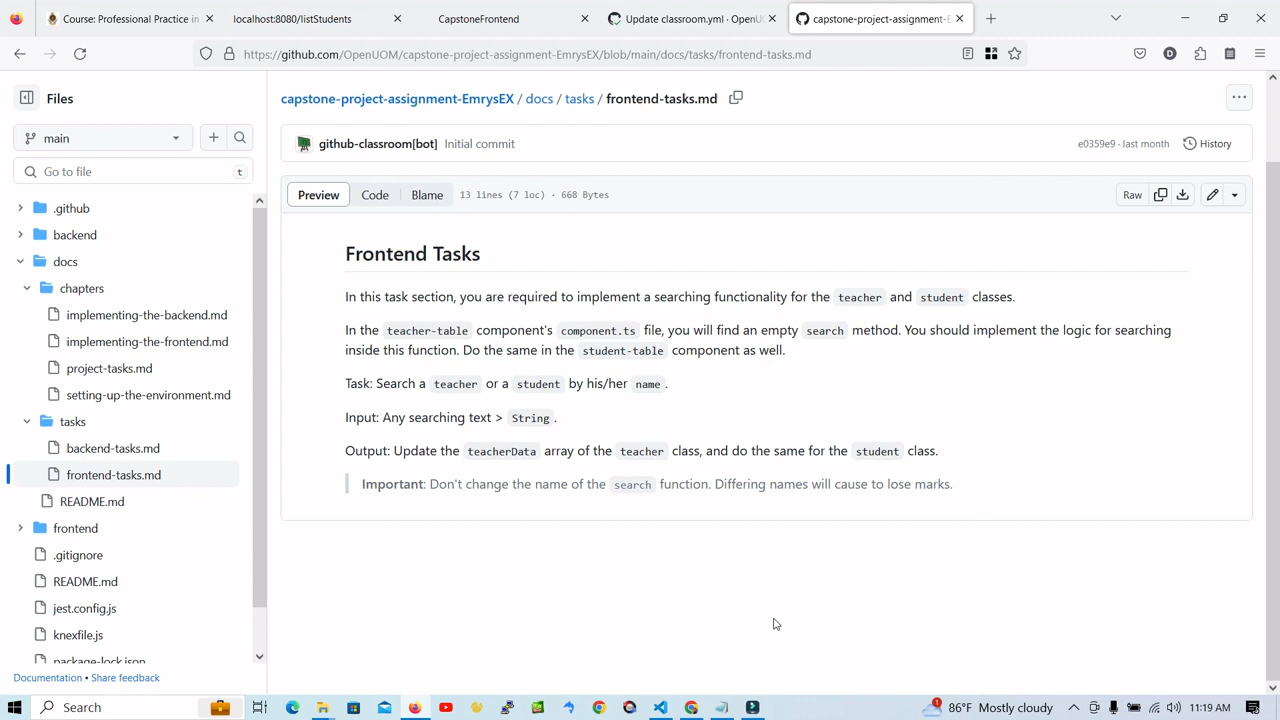 Course: Professional Practice in
localhost:8080/listStudents
CapstoneFrontend
Update classroom.yml · OpenUO
capstone-project-assignment-E
https://github.com/OpenUOM/capstone-project-assignment-EmrysEX/blob/main/docs/tasks/frontend-tasks.md
Files
capstone-project-assignment-EmrysEX / docs / tasks / frontend-tasks.md
main
github-classroom[bot] Initial commit
e0359e9 · last month
History
Go to file
t
Preview
Code
Blame
13 lines (7 loc) · 668 Bytes
Raw
.github
backend
docs
chapters
implementing-the-backend.md
implementing-the-frontend.md
project-tasks.md
setting-up-the-environment.md
tasks
backend-tasks.md
frontend-tasks.md
README.md
frontend
.gitignore
README.md
jest.config.js
knexfile.js
package-lock.json
Documentation • Share feedback
Frontend Tasks
In this task section, you are required to implement a searching functionality for the teacher and student classes.
In the teacher-table component's component.ts file, you will find an empty search method. You should implement the logic for searching
inside this function. Do the same in the student-table component as well.
Task: Search a teacher or a student by his/her name.
Input: Any searching text > String.
Output: Update the teacherData array of the teacher class, and do the same for the student class.
Important: Don't change the name of the search function. Differing names will cause to lose marks.
Search
1
86°F Mostly cloudy
11:19 AM